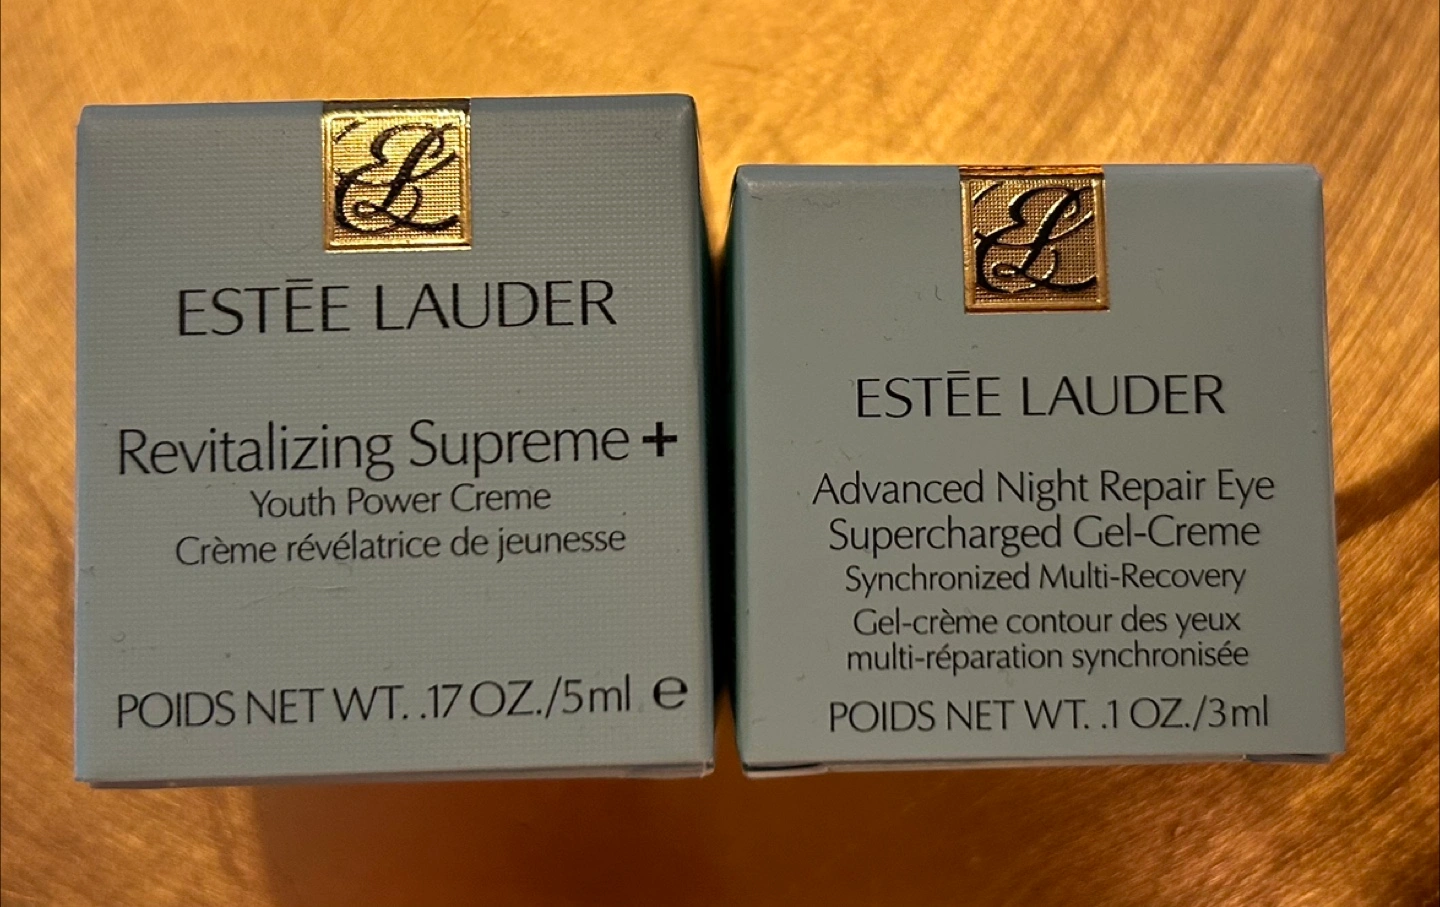 EL
ESTĒE LAUDER
Revitalizing Supreme +
Youth Power Creme
Crème révélatrice de jeunesse
POIDS NET WT. .17 OZ./5ml ℮
EL
ESTĒE LAUDER
Advanced Night Repair Eye
Supercharged Gel-Creme
Synchronized Multi-Recovery
Gel-crème contour des yeux
multi-réparation synchronisée
POIDS NET WT. .1 OZ./3ml